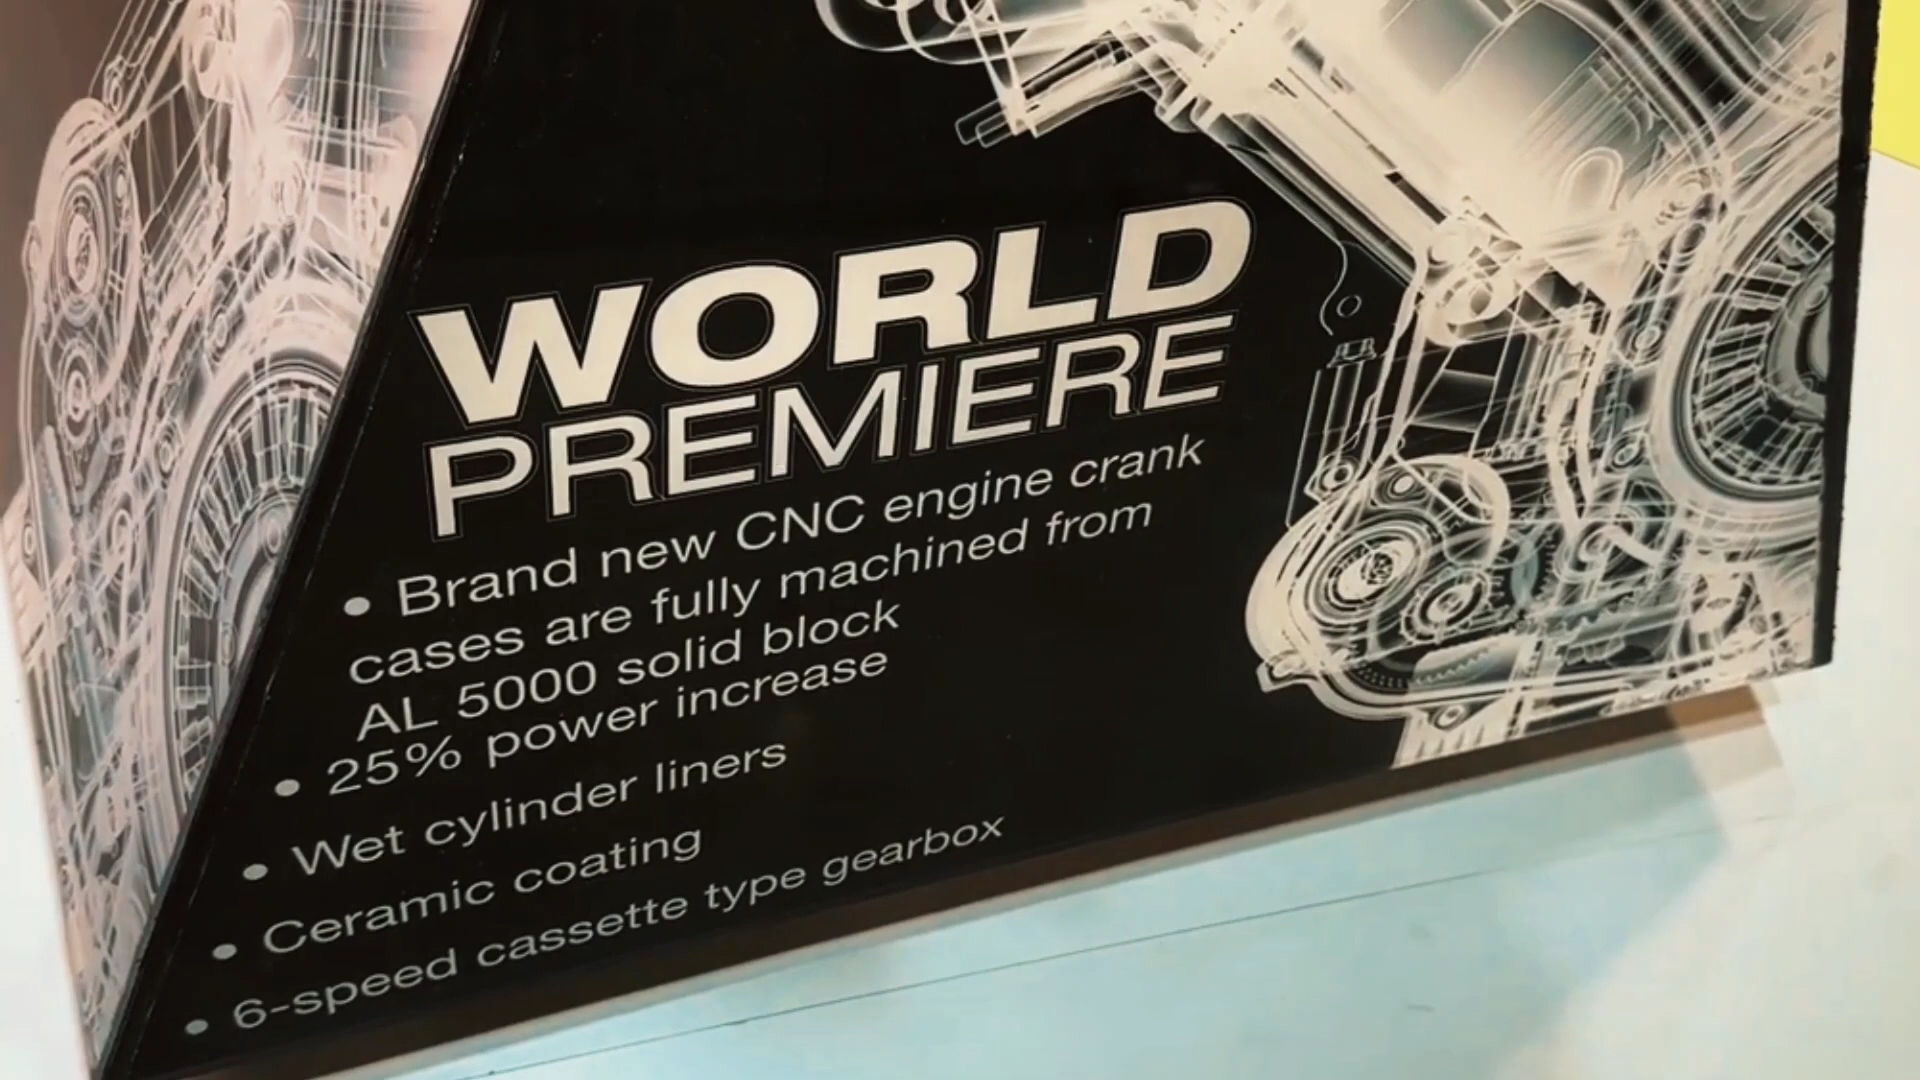 WORLD
PREMIERE
• Brand new CNC engine crank
cases are fully machined from
AL 5000 solid block
• 25% power increase
• Wet cylinder liners
• Ceramic coating
• 6-speed cassette type gearbox